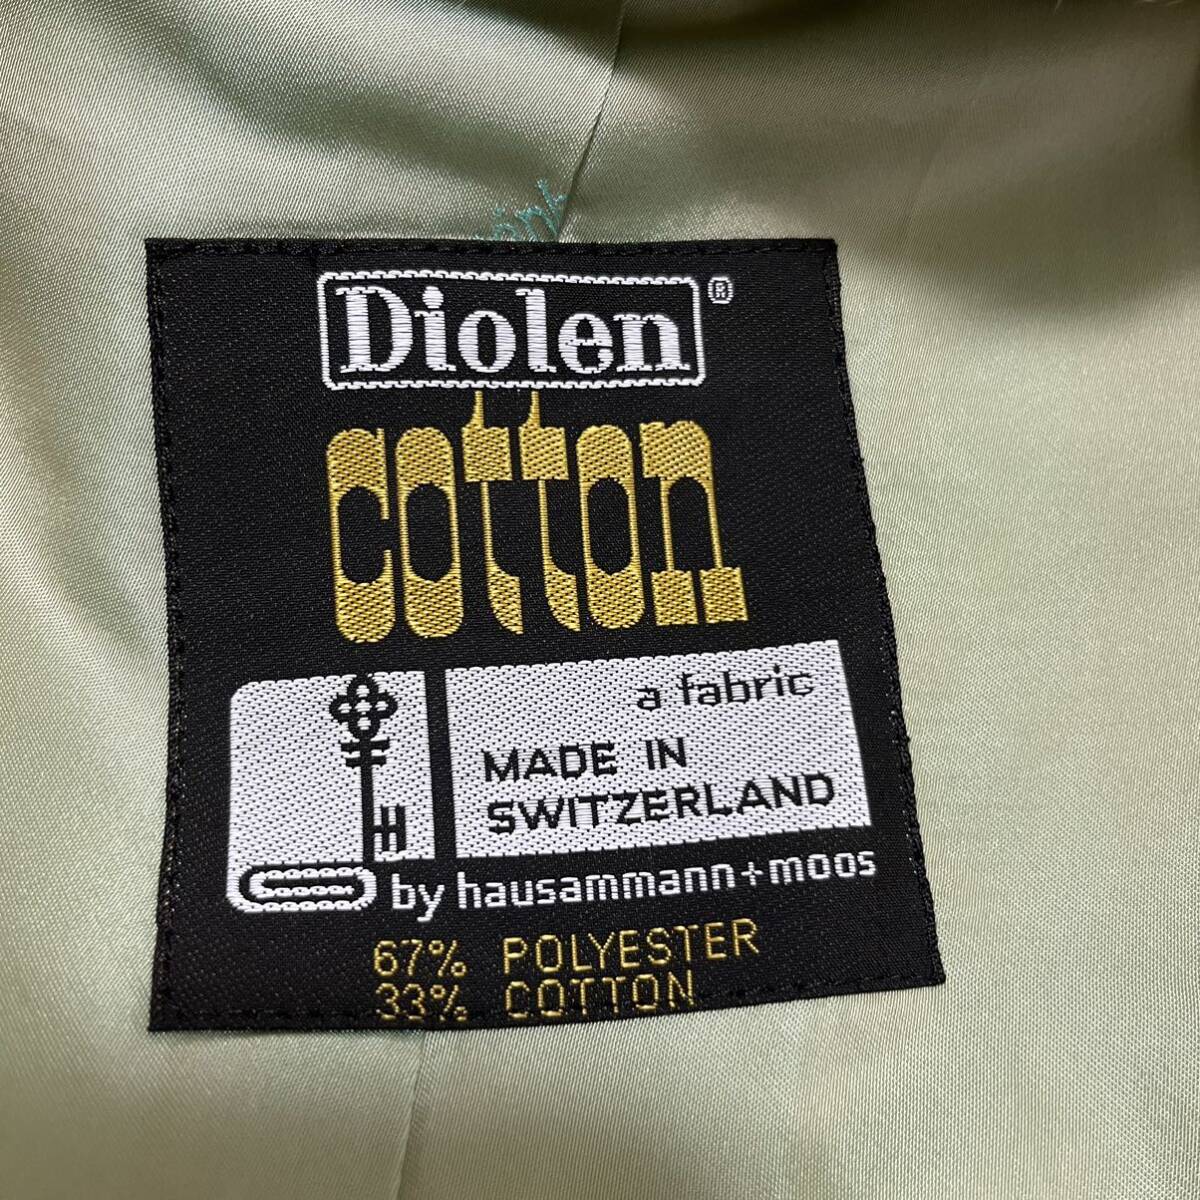 Diolen®
cotton
a fabric
MADE IN
SWITZERLAND
H
by hausammann+moos
67% POLYESTER
33% COTTON